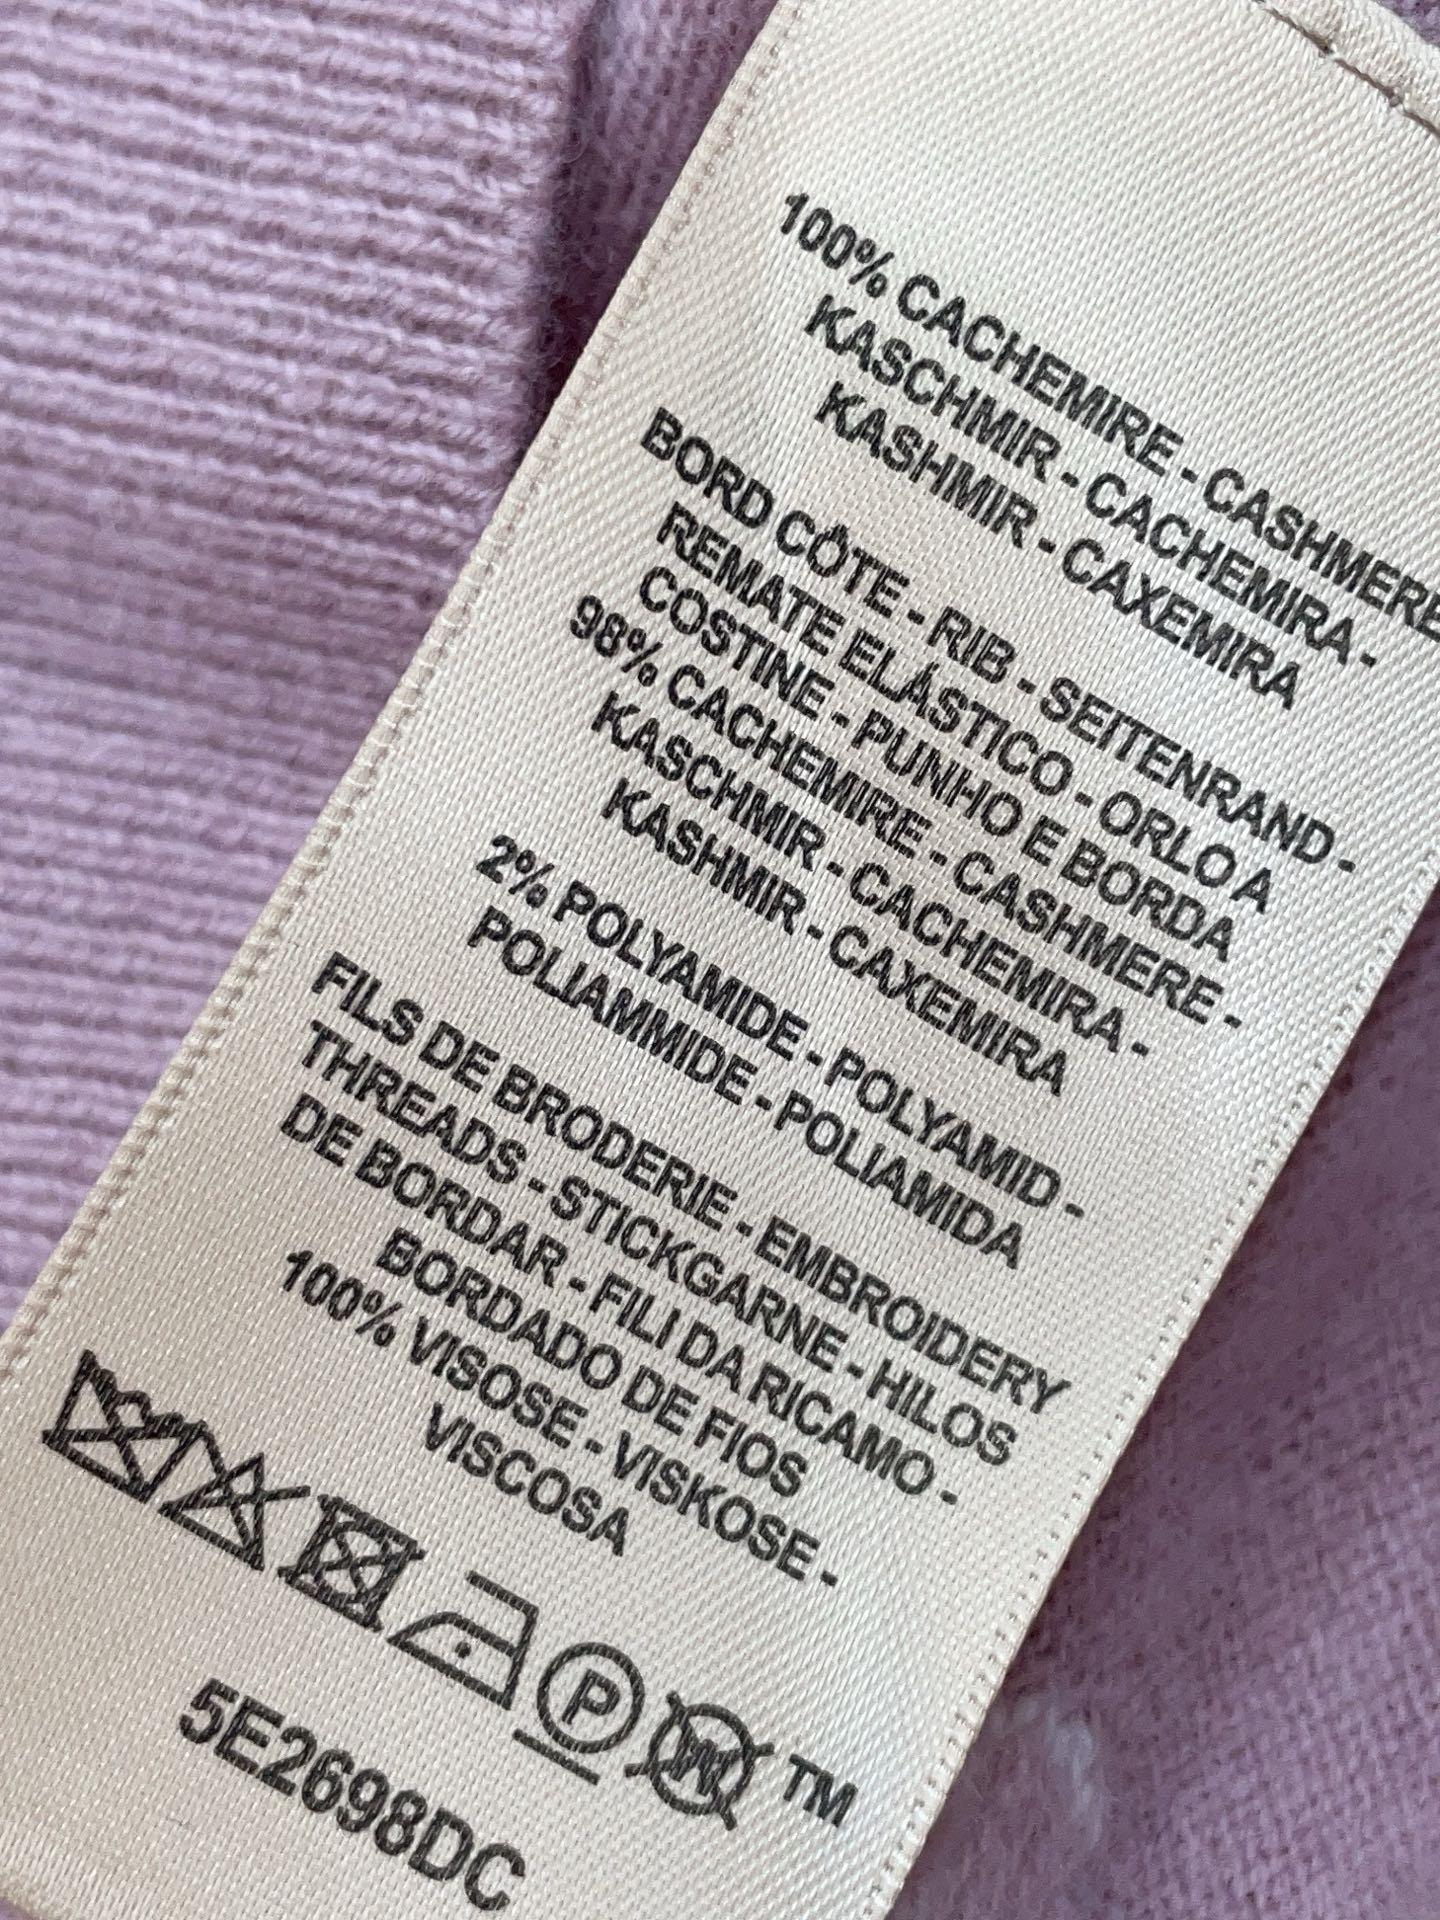 100% CACHEMIRE - CASHMERE
KASCHMIR - CACHEMIRA -
KASHMIR - CAXEMIRA
BORD CÔTE - RIB - SEITENRAND -
REMATE ELÁSTICO - ORLO A
COSTINE - PUNHO E BORDA
98% CACHEMIRE - CASHMERE -
KASCHMIR - CACHEMIRA -
KASHMIR - CAXEMIRA
2% POLYAMIDE - POLYAMID -
POLIAMMIDE - POLIAMIDA
FILS DE BRODERIE - EMBROIDERY
THREADS - STICKGARNE - HILOS
DE BORDAR - FILI DA RICAMO -
BORDADO DE FIOS
100% VISOSE - VISKOSE -
VISCOSA
P W TM
5E2698DC